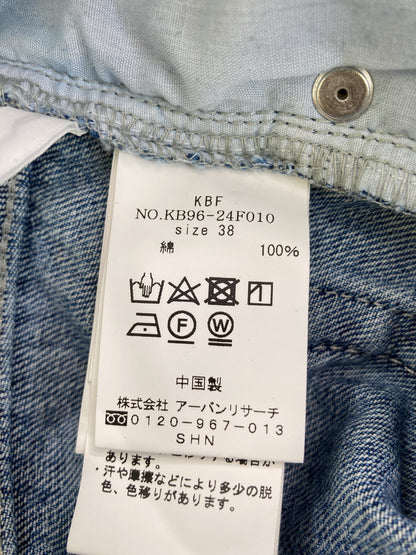 KBF
NO.KB96-24F010
size 38
綿 100%
F W
中国製
株式会社 アーバンリサーチ
0120-967-013
SHN
あります。
・汗や摩擦などにより多少の脱
色、色移りがあります。